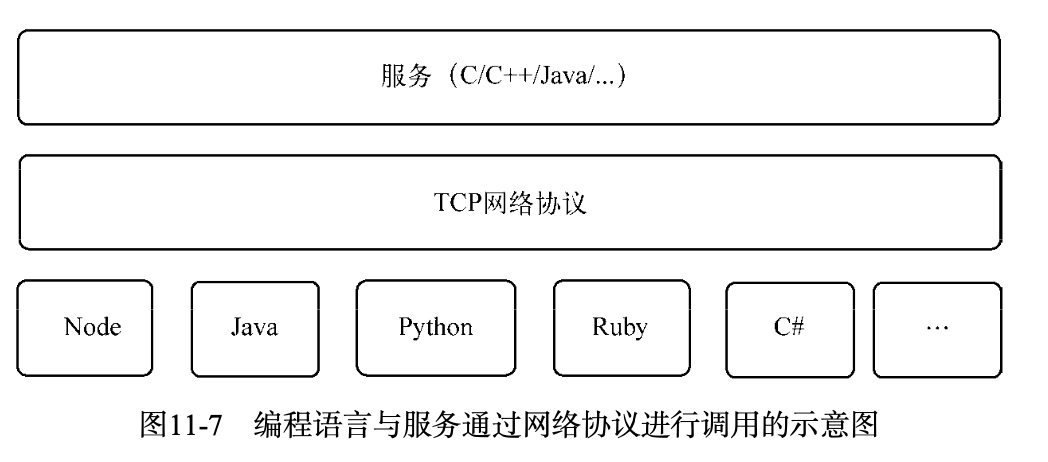 服务（C/C++/Java/...）
TCP网络协议
Node Java Python Ruby C# …
图11-7 编程语言与服务通过网络协议进行调用的示意图